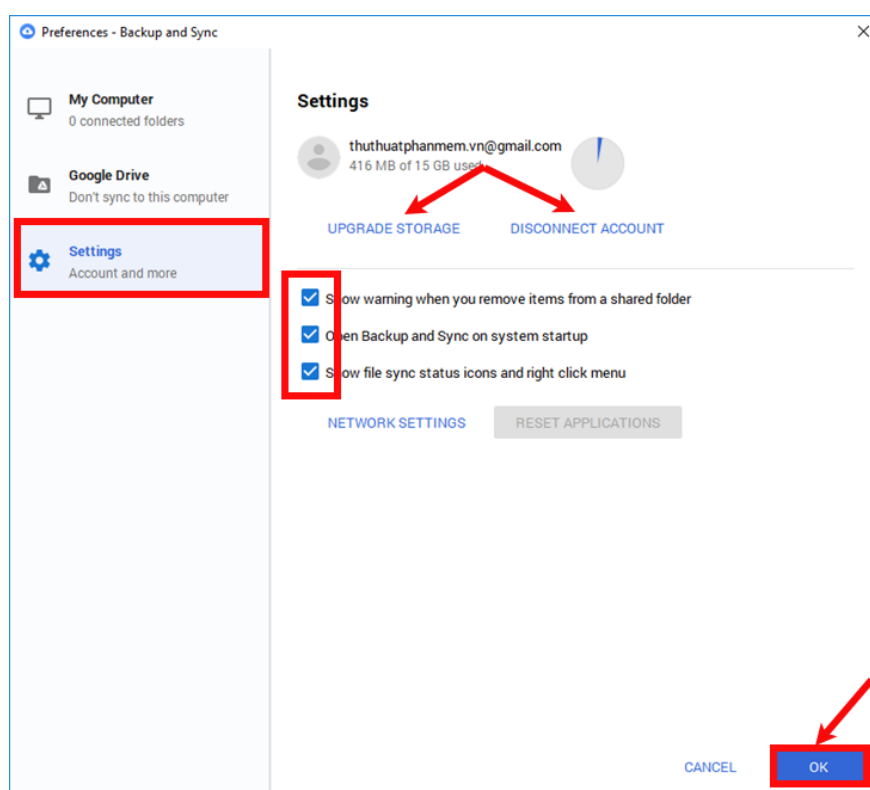 Preferences - Backup and Sync
My Computer
0 connected folders
Google Drive
Don't sync to this computer
Settings
Account and more
Settings
thuthuatphanmem.vn@gmail.com
416 MB of 15 GB used
UPGRADE STORAGE
DISCONNECT ACCOUNT
Show warning when you remove items from a shared folder
Open Backup and Sync on system startup
Show file sync status icons and right click menu
NETWORK SETTINGS
RESET APPLICATIONS
CANCEL
OK